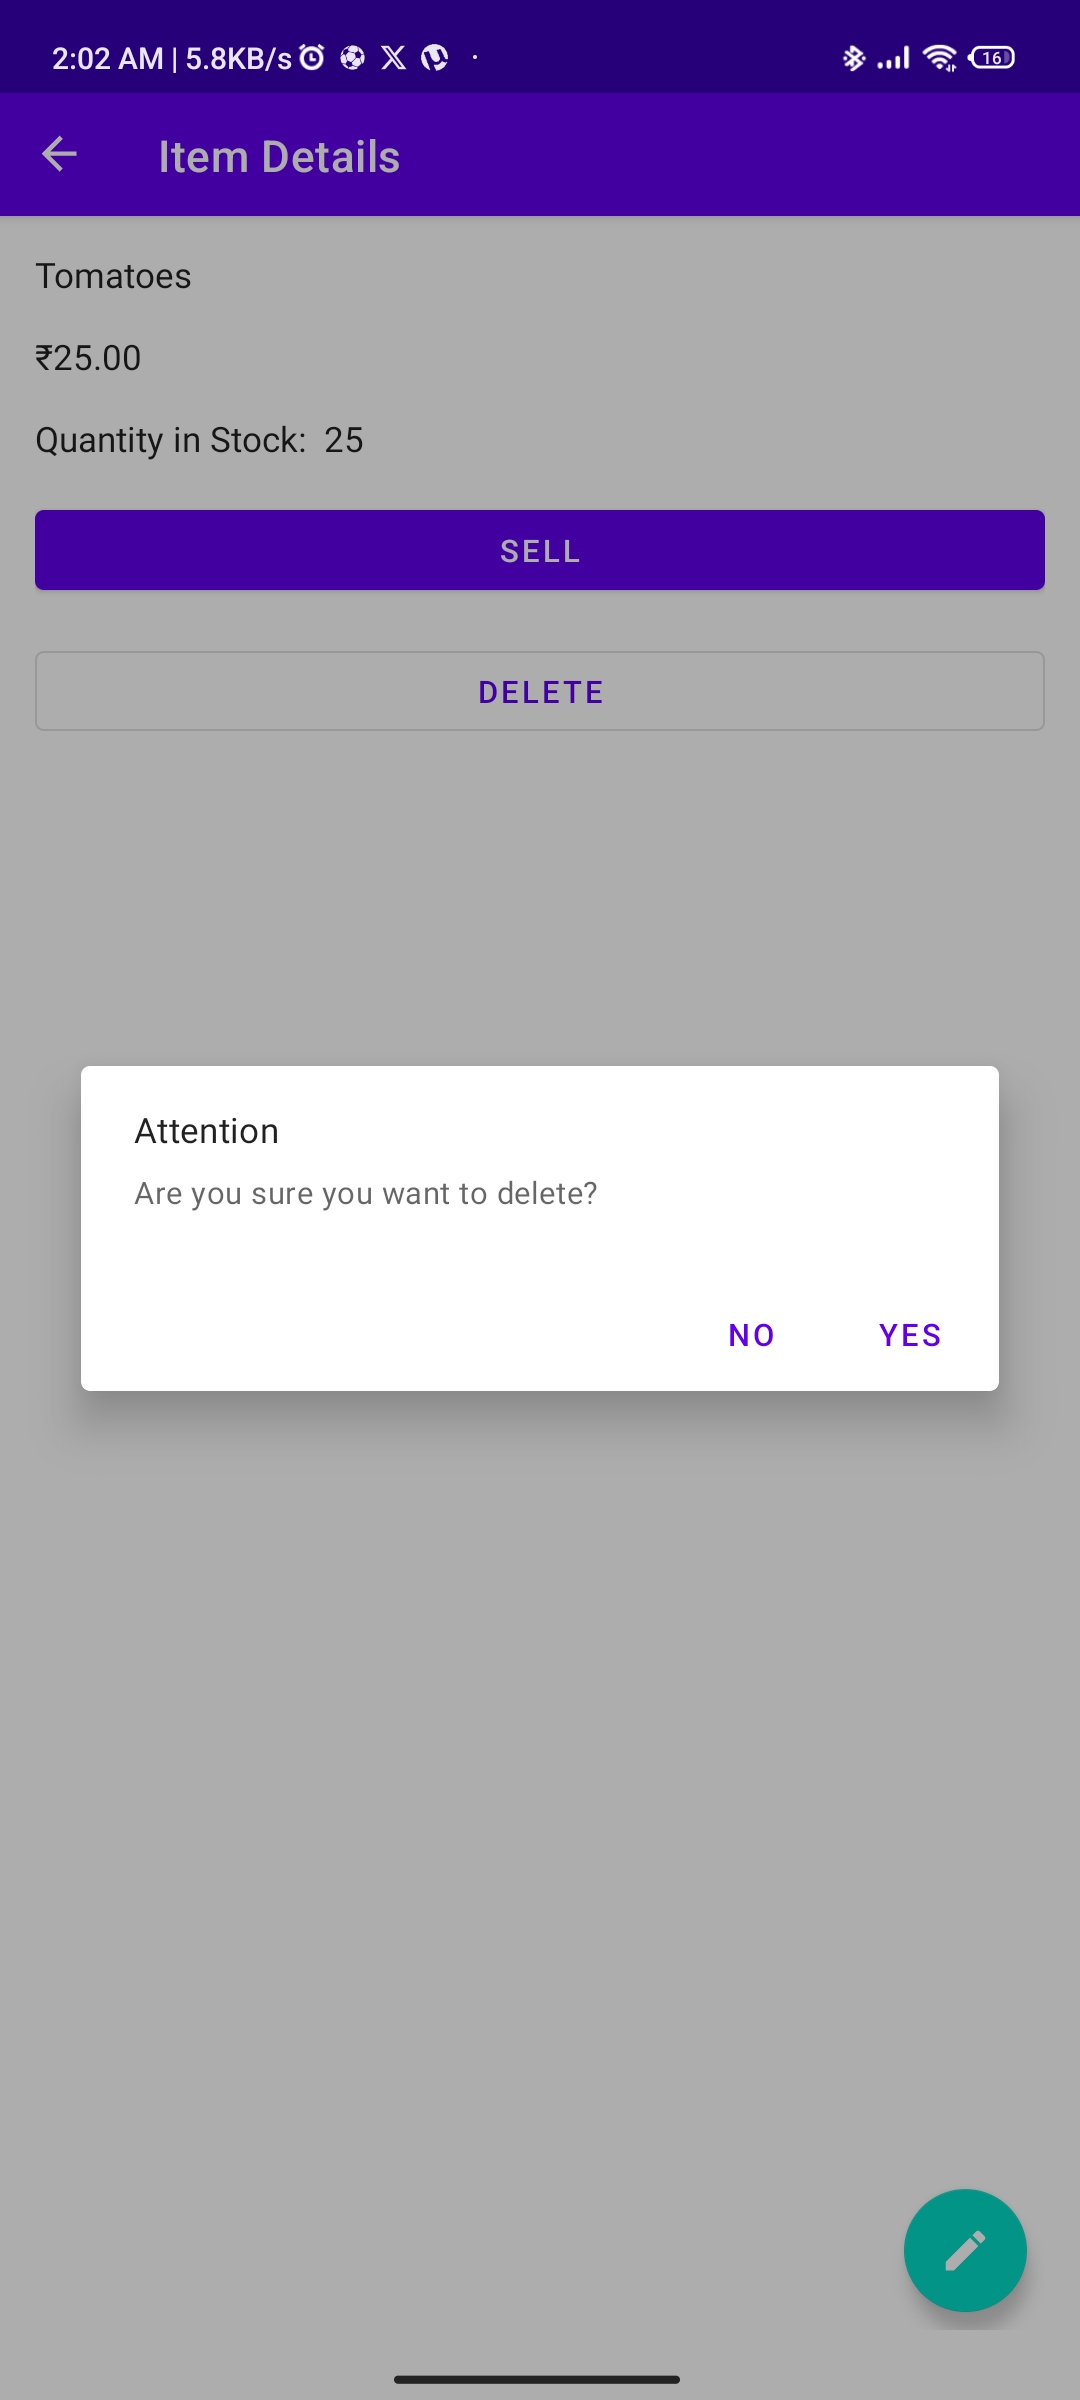 2:02 AM | 5.8KB/s
16
Item Details
Tomatoes
₹25.00
Quantity in Stock: 25
SELL
DELETE
Attention
Are you sure you want to delete?
NO YES